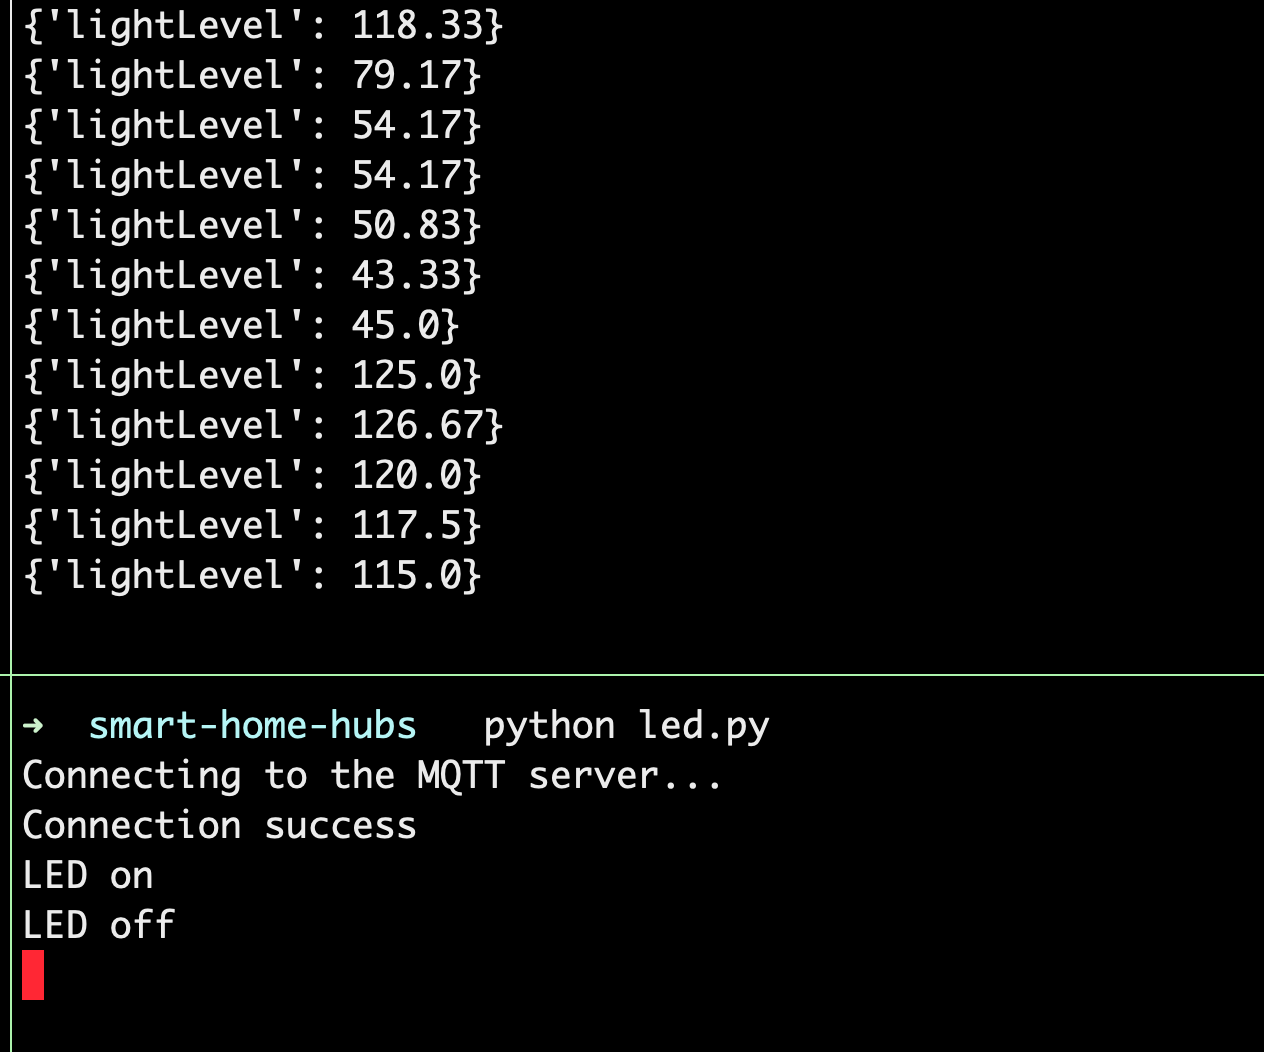 {'lightLevel': 118.33}
{'lightLevel': 79.17}
{'lightLevel': 54.17}
{'lightLevel': 54.17}
{'lightLevel': 50.83}
{'lightLevel': 43.33}
{'lightLevel': 45.0}
{'lightLevel': 125.0}
{'lightLevel': 126.67}
{'lightLevel': 120.0}
{'lightLevel': 117.5}
{'lightLevel': 115.0}
➜  smart-home-hubs   python led.py
Connecting to the MQTT server...
Connection success
LED on
LED off